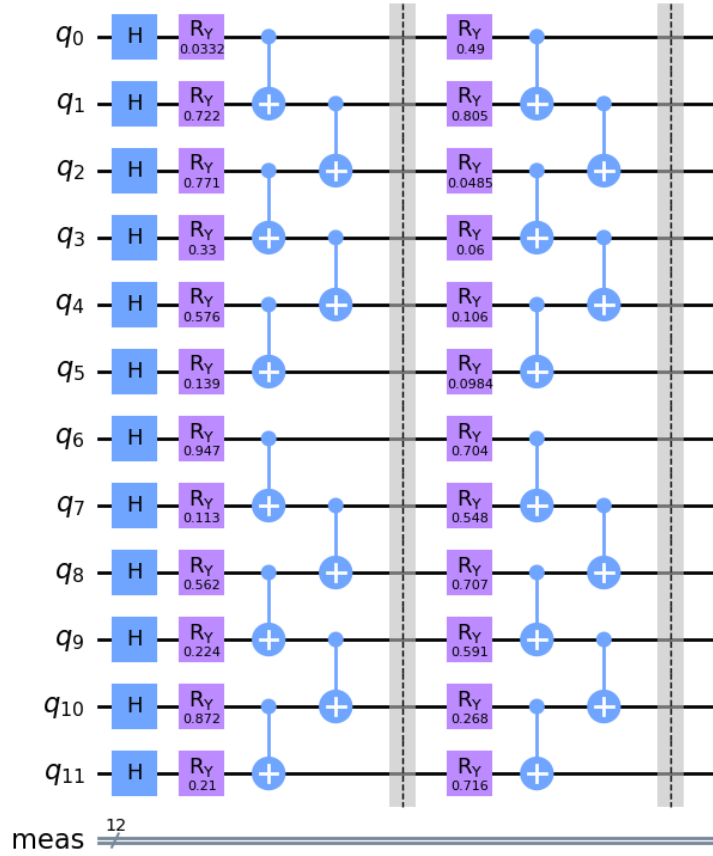 q0 H RY 0.0332 RY 0.49
q1 H RY 0.722 RY 0.805
q2 H RY 0.771 RY 0.0485
q3 H RY 0.33 RY 0.06
q4 H RY 0.576 RY 0.106
q5 H RY 0.139 RY 0.0984
q6 H RY 0.947 RY 0.704
q7 H RY 0.113 RY 0.548
q8 H RY 0.562 RY 0.707
q9 H RY 0.224 RY 0.591
q10 H RY 0.872 RY 0.268
q11 H RY 0.21 RY 0.716
meas 12